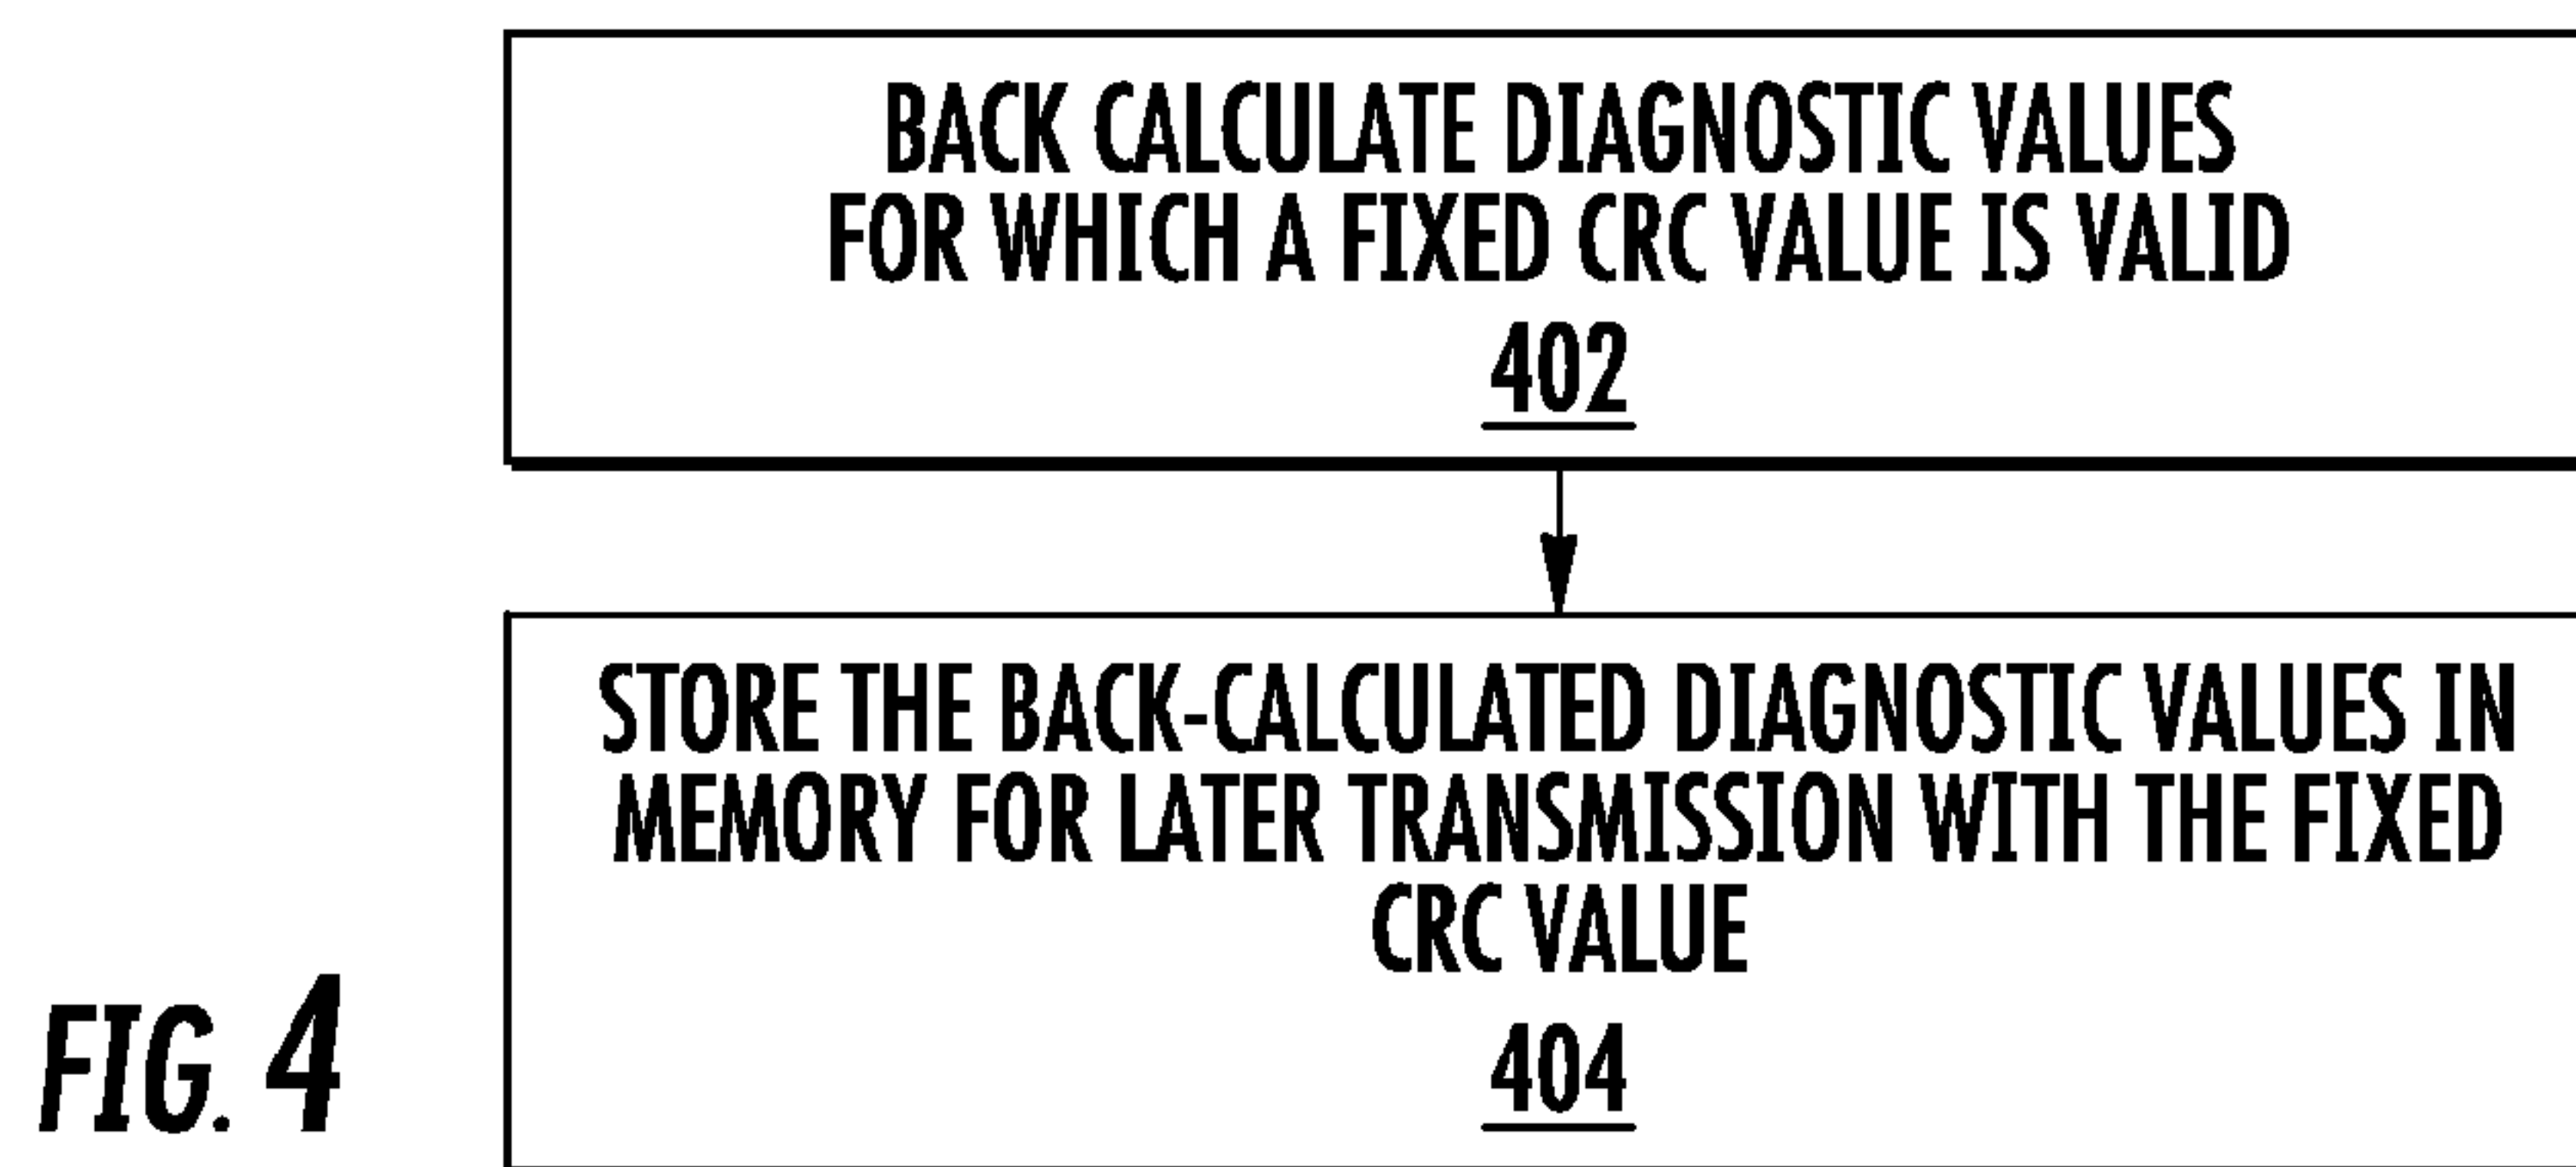 BACK CALCULATE DIAGNOSTIC VALUES
FOR WHICH A FIXED CRC VALUE IS VALID
402
STORE THE BACK-CALCULATED DIAGNOSTIC VALUES IN
MEMORY FOR LATER TRANSMISSION WITH THE FIXED
CRC VALUE
404
FIG. 4